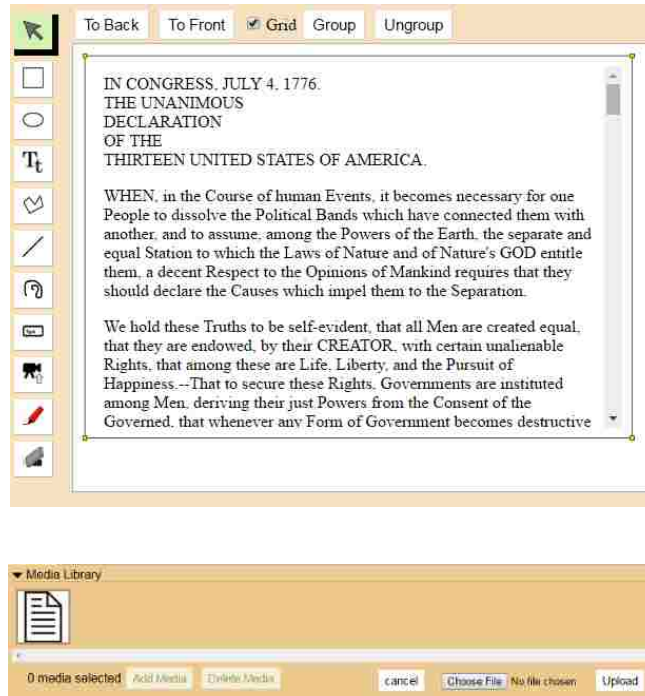 To Back To Front Grid Group Ungroup
IN CONGRESS, JULY 4, 1776.
THE UNANIMOUS
DECLARATION
OF THE
THIRTEEN UNITED STATES OF AMERICA.
WHEN, in the Course of human Events, it becomes necessary for one
People to dissolve the Political Bands which have connected them with
another, and to assume, among the Powers of the Earth, the separate and
equal Station to which the Laws of Nature and of Nature's GOD entitle
them, a decent Respect to the Opinions of Mankind requires that they
should declare the Causes which impel them to the Separation.
We hold these Truths to be self-evident, that all Men are created equal,
that they are endowed, by their CREATOR, with certain unalienable
Rights, that among these are Life, Liberty, and the Pursuit of
Happiness.--That to secure these Rights, Governments are instituted
among Men, deriving their just Powers from the Consent of the
Governed, that whenever any Form of Government becomes destructive
Tt
Media Library
0 media selected Add Media Delete Media cancel Choose File No file chosen Upload